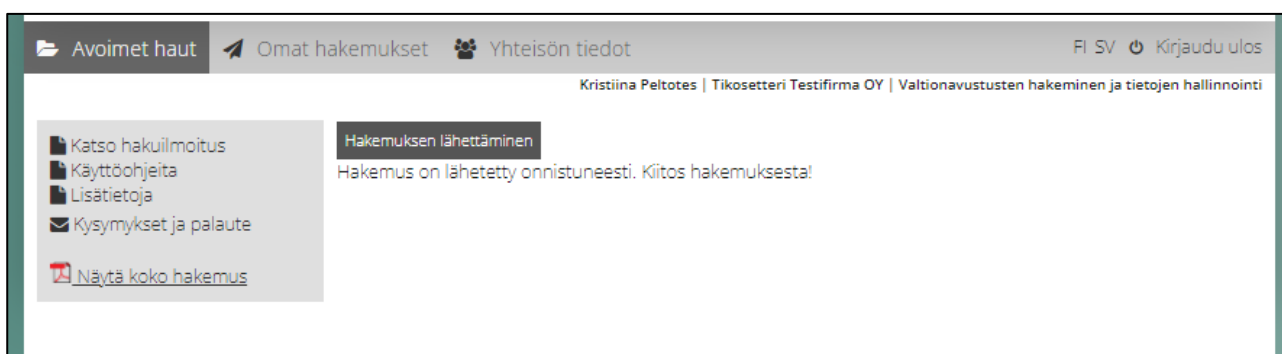 Avoimet haut Omat hakemukset Yhteisön tiedot FI SV Kirjaudu ulos
Kristiina Peltotes | Tikosetteri Testifirma OY | Valtionavustusten hakeminen ja tietojen hallinnointi
Katso hakuilmoitus
Käyttöohjeita
Lisätietoja
Kysymykset ja palaute
Näytä koko hakemus
Hakemuksen lähettäminen
Hakemus on lähetetty onnistuneesti. Kiitos hakemuksesta!